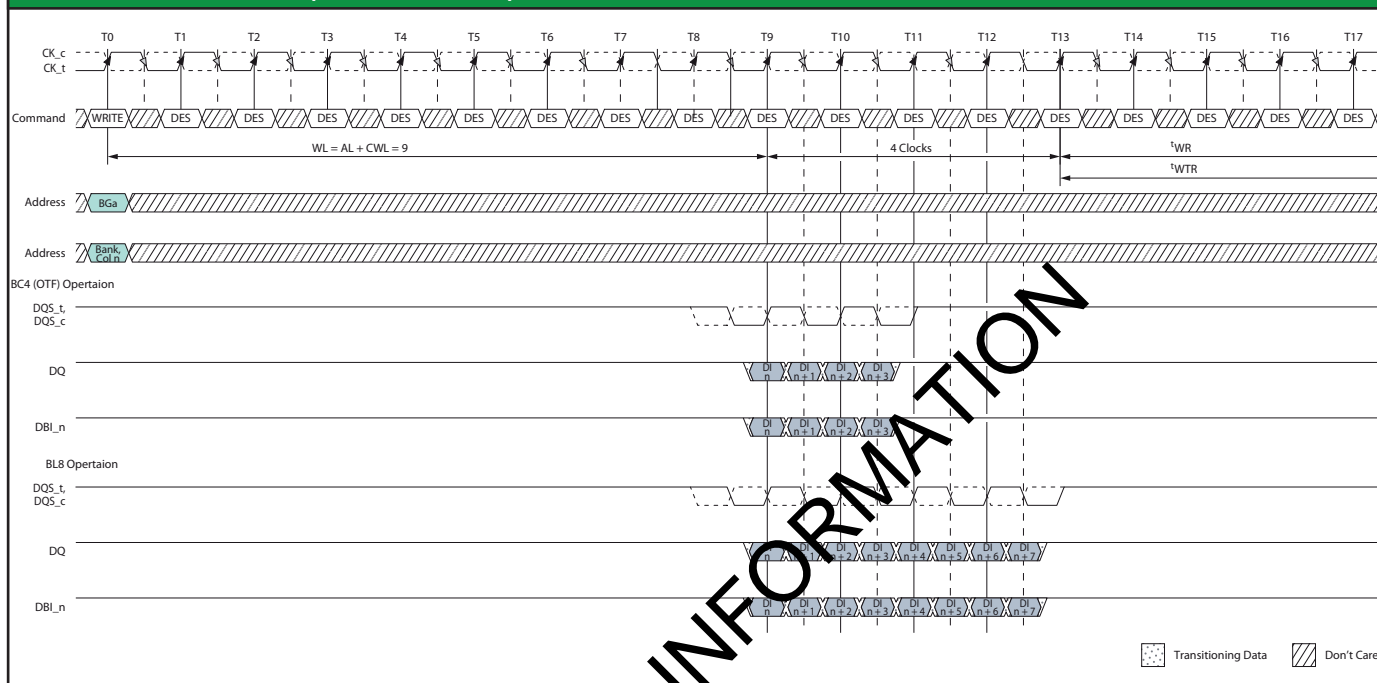 T0 T1 T2 T3 T4 T5 T6 T7 T8 T9 T10 T11 T12 T13 T14 T15 T16 T17
CK_c
CK_t
Command WRITE DES DES DES DES DES DES DES DES DES DES DES DES DES DES DES DES DES
WL = AL + CWL = 9 4 Clocks tWR
tWTR
Address BGa
Address Bank, Col n
BC4 (OTF) Opertaion
DQS_t,
DQS_c
DQ DI n DI n + 1 DI n + 2 DI n + 3
DBI_n DI n DI n + 1 DI n + 2 DI n + 3
BL8 Opertaion
DQS_t,
DQS_c
DQ n DI n + 1 DI n + 2 DI n + 3 DI n + 4 DI n + 5 DI n + 6 DI n + 7
DBI_n DI n DI n + 1 DI n + 2 DI n + 3 DI n + 4 DI n + 5 DI n + 6 DI n + 7
INFORMATION
Transitioning Data Don't Care